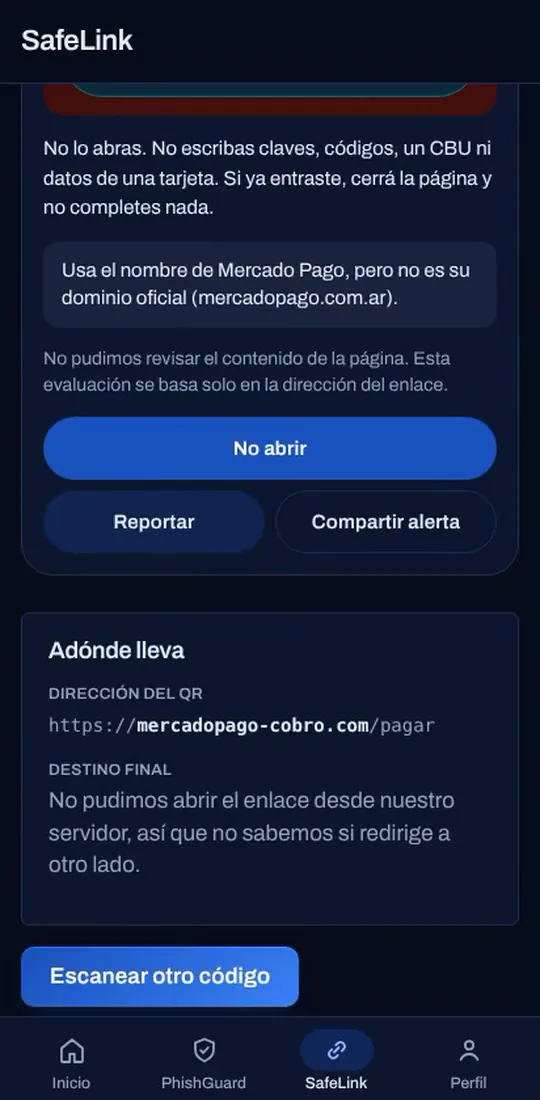 SafeLink
No lo abras. No escribas claves, códigos, un CBU ni
datos de una tarjeta. Si ya entraste, cerrá la página y
no completes nada.
Usa el nombre de Mercado Pago, pero no es su
dominio oficial (mercadopago.com.ar).
No pudimos revisar el contenido de la página. Esta
evaluación se basa solo en la dirección del enlace.
No abrir
Reportar
Compartir alerta
Adónde lleva
DIRECCIÓN DEL QR
https://mercadopago-cobro.com/pagar
DESTINO FINAL
No pudimos abrir el enlace desde nuestro
servidor, así que no sabemos si redirige a
otro lado.
Escanear otro código
Inicio
PhishGuard
SafeLink
Perfil